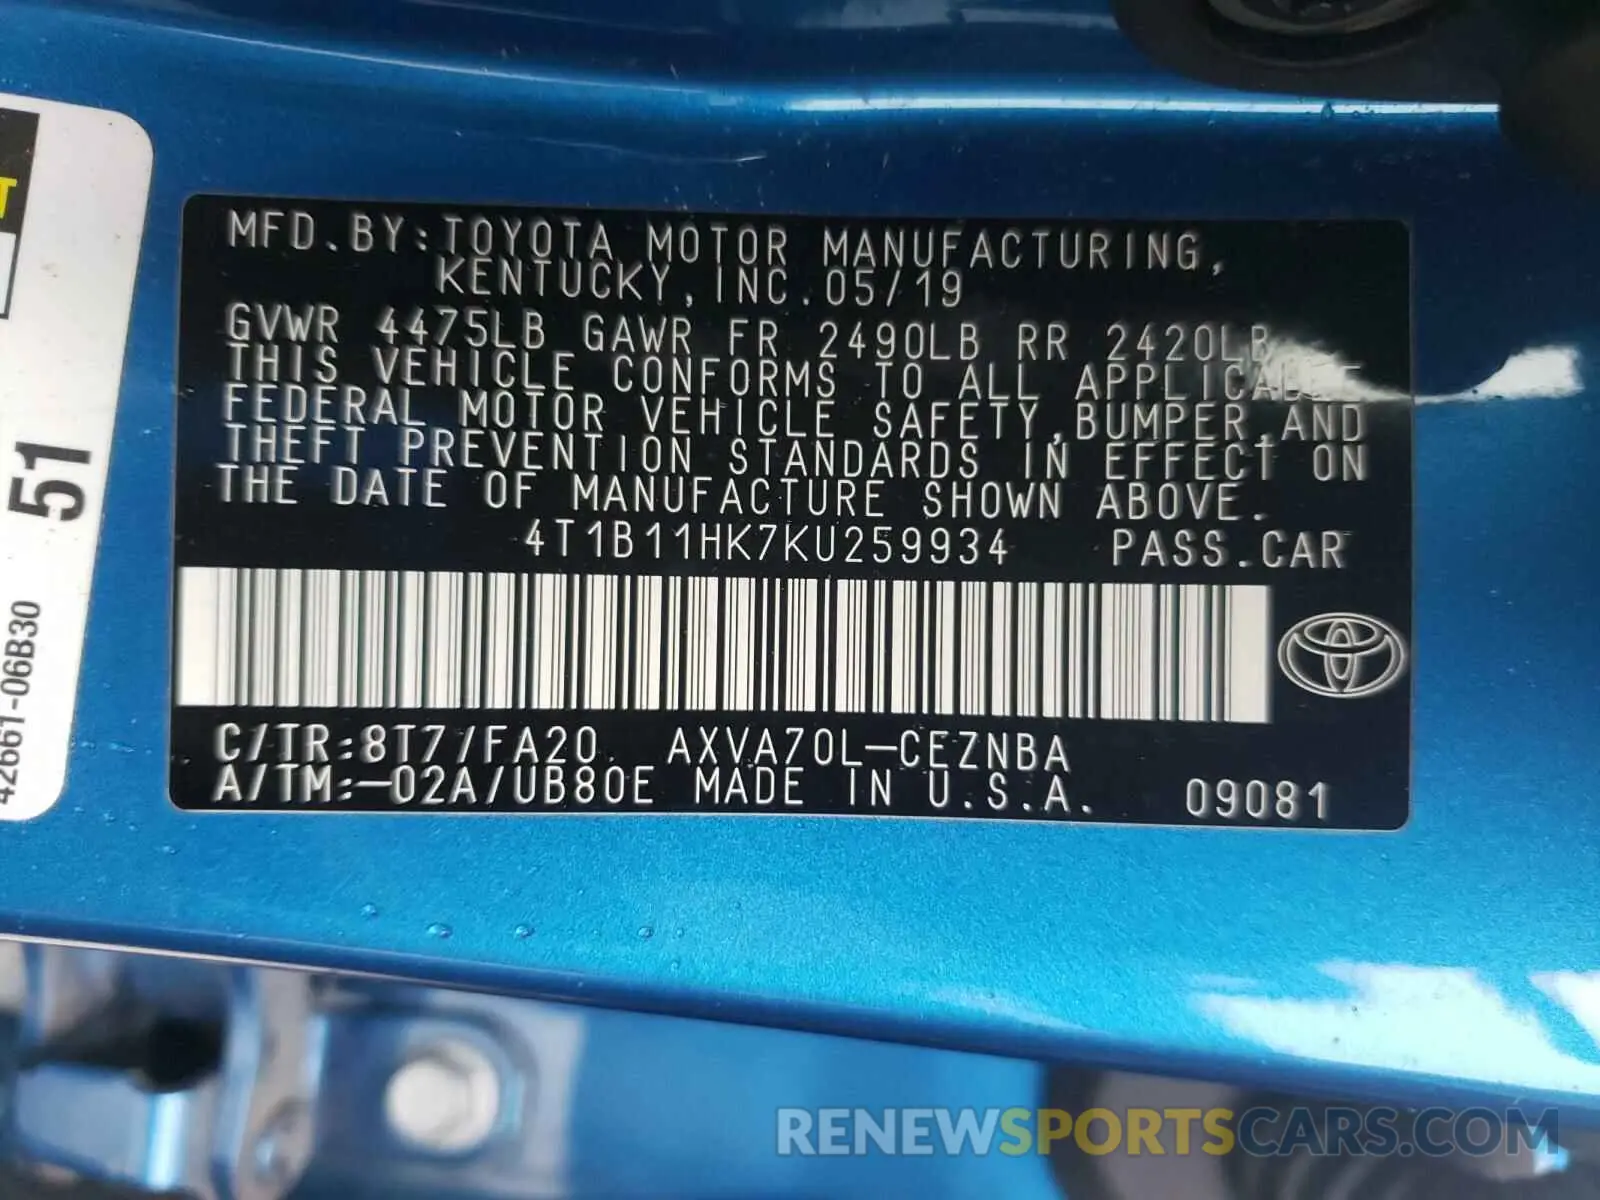 MFD.BY:TOYOTA MOTOR MANUFACTURING,
KENTUCKY,INC.05/19
GVWR 4475LB GAWR FR 2490LB RR 2420LB
THIS VEHICLE CONFORMS TO ALL APPLICABLE
FEDERAL MOTOR VEHICLE SAFETY,BUMPER,AND
THEFT PREVENTION STANDARDS IN EFFECT ON
THE DATE OF MANUFACTURE SHOWN ABOVE.
4T1B11HK7KU259934 PASS.CAR
C/TR:8T7/FA20 AXVA70L-CEZNBA
A/TM:-02A/UB80E MADE IN U.S.A. 09081
51
42661-06B30
T
RENEWSPORTSCARS.COM